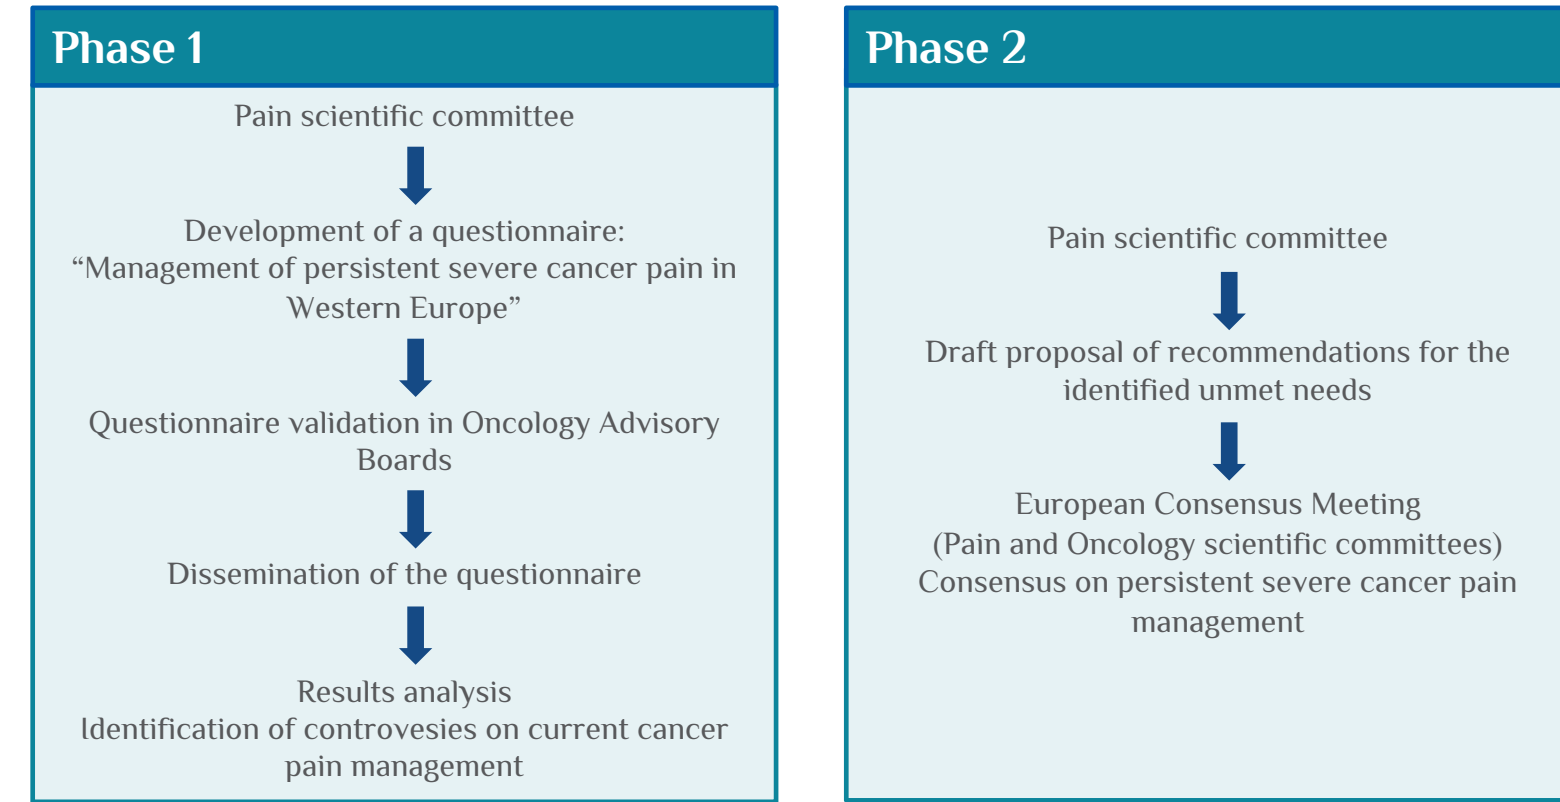 Phase 1
Pain scientific committee
Development of a questionnaire:
“Management of persistent severe cancer pain in
Western Europe”
Questionnaire validation in Oncology Advisory
Boards
Dissemination of the questionnaire
Results analysis
Identification of controvesies on current cancer
pain management
Phase 2
Pain scientific committee
Draft proposal of recommendations for the
identified unmet needs
European Consensus Meeting
(Pain and Oncology scientific committees)
Consensus on persistent severe cancer pain
management